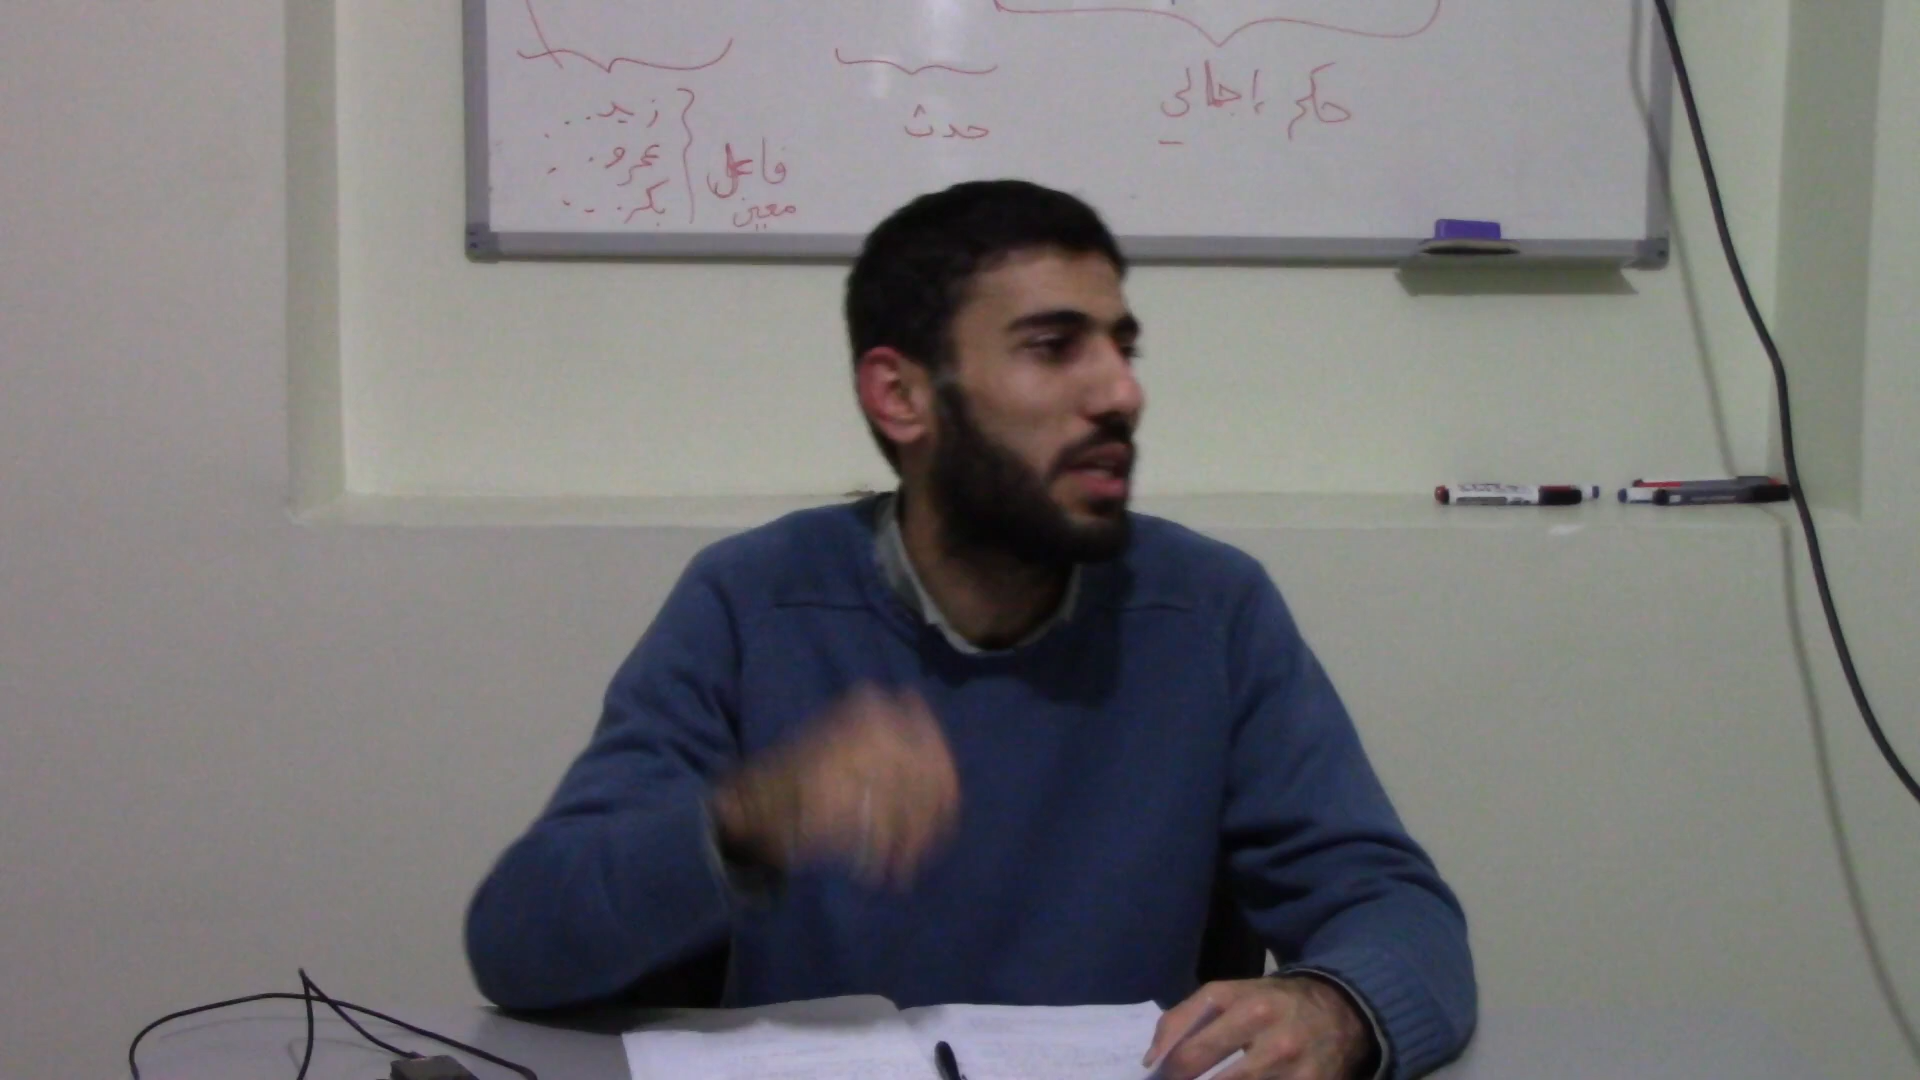 حكم إجمالي
حدث
فاعل
معين
زيد...
عمرو...
بكر...